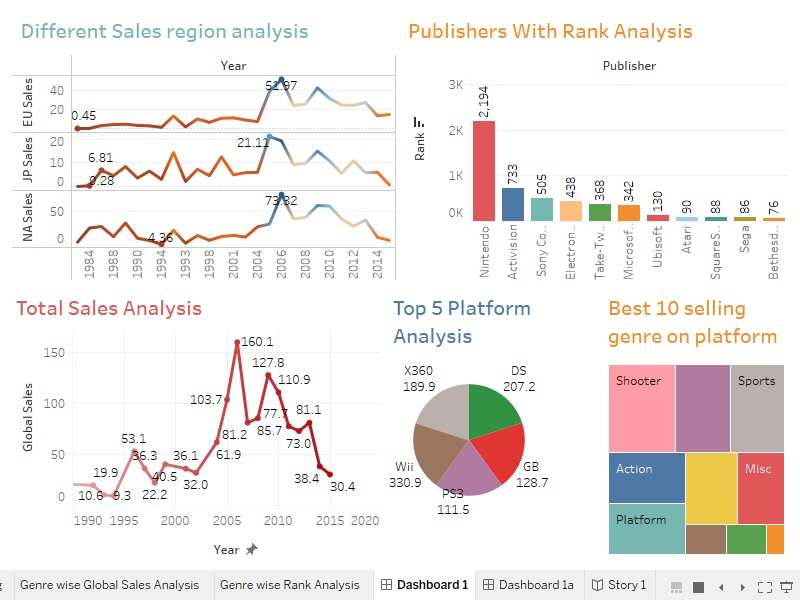 Different Sales region analysis
Year
EU Sales
40
20
0.45
51.97
JP Sales
20
10
0
6.81
0.28
21.11
NA Sales
50
0
4.36
73.32
1984
1988
1990
1992
1994
1993
1998
2001
2004
2006
2008
2010
2012
2014
Publishers With Rank Analysis
Publisher
Rank
3K
2K
1K
0K
2,194
733
505
438
368
342
130
90
88
86
76
Nintendo
Activision
Sony Co..
Electron..
Take-Tw..
Microsof..
Ubisoft
Atari
SquareS..
Sega
Bethesd..
Total Sales Analysis
Global Sales
150
100
50
0
10.6
19.9
9.3
53.1
36.3
22.2
40.5
36.1
32.0
61.9
103.7
160.1
81.2
85.7
127.8
110.9
77.7
73.0
81.1
38.4
30.4
1990 1995 2000 2005 2010 2015 2020
Year
Top 5 Platform
Analysis
X360
189.9
DS
207.2
Wii
330.9
GB
128.7
PS3
111.5
Best 10 selling
genre on platform
Shooter
Sports
Action
Misc
Platform
Genre wise Global Sales Analysis
Genre wise Rank Analysis
Dashboard 1
Dashboard 1a
Story 1